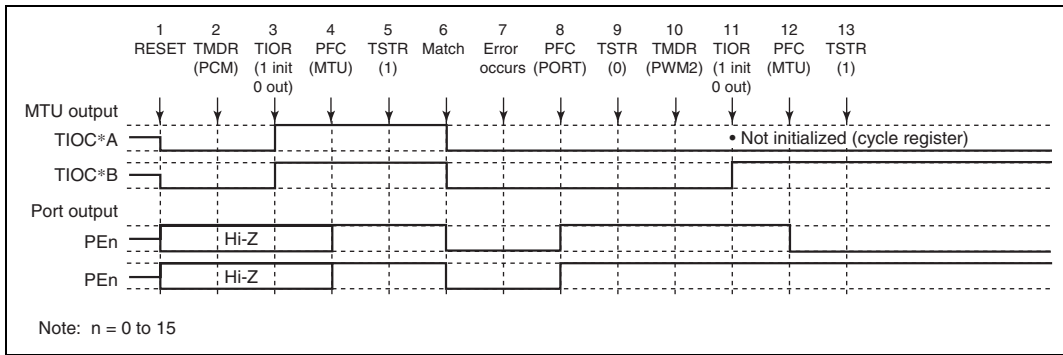 1 2 3 4 5 6 7 8 9 10 11 12 13
RESET TMDR TIOR PFC TSTR Match Error PFC TSTR TMDR TIOR PFC TSTR
(PCM) (1 init (MTU) (1) occurs (PORT) (0) (PWM2) (1 init (MTU) (1)
0 out) 0 out)
MTU output
TIOC*A • Not initialized (cycle register)
TIOC*B
Port output
PEn Hi-Z
PEn Hi-Z
Note: n = 0 to 15